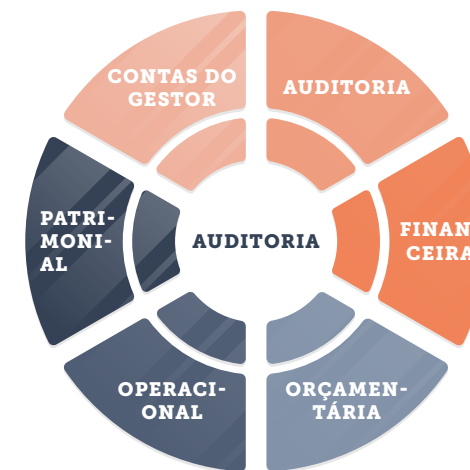 CONTAS DO
GESTOR
AUDITORIA
PATRI-
MONI-
AL
AUDITORIA
FINAN
CEIRA
OPERACI-
ONAL
ORÇAMEN-
TÁRIA